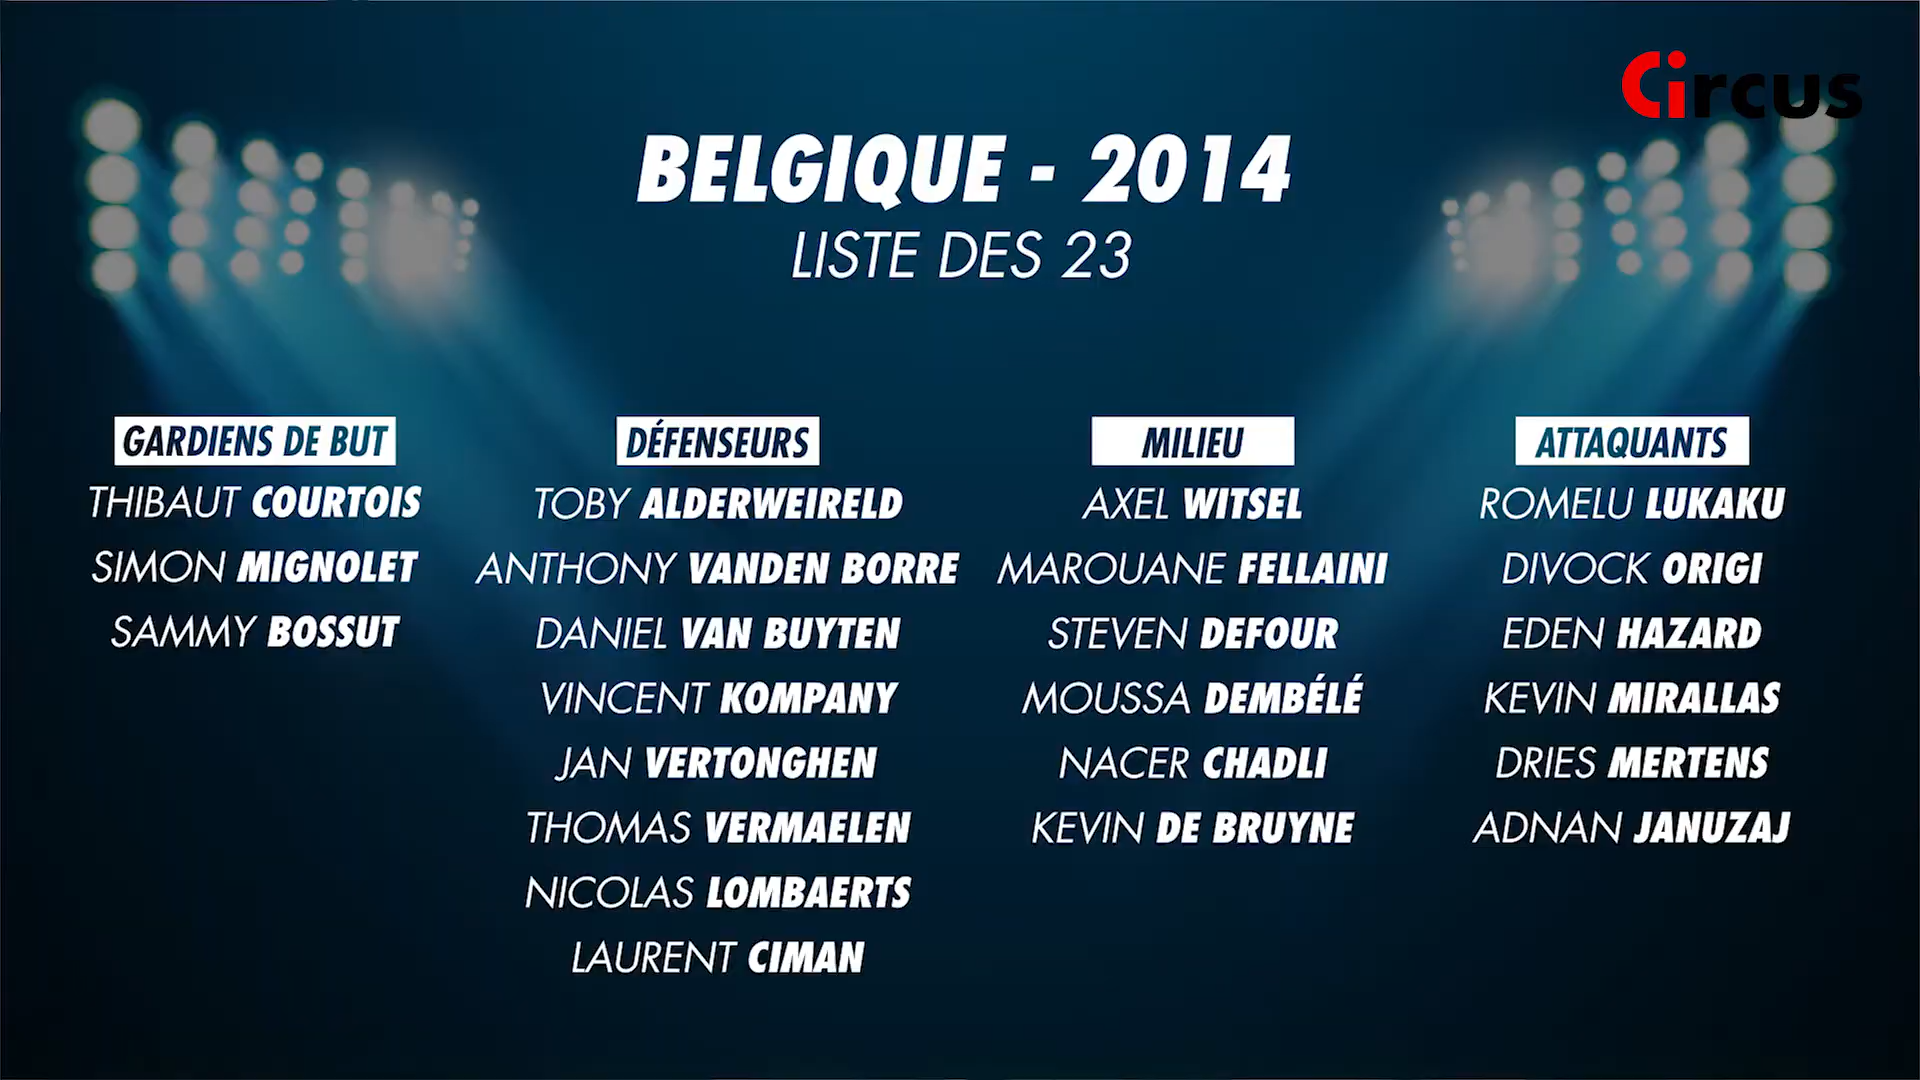 Circus
BELGIQUE - 2014
LISTE DES 23
GARDIENS DE BUT
THIBAUT COURTOIS
SIMON MIGNOLET
SAMMY BOSSUT
DÉFENSEURS
TOBY ALDERWEIRELD
ANTHONY VANDEN BORRE
DANIEL VAN BUYTEN
VINCENT KOMPANY
JAN VERTONGHEN
THOMAS VERMAELEN
NICOLAS LOMBAERTS
LAURENT CIMAN
MILIEU
AXEL WITSEL
MAROUANE FELLAINI
STEVEN DEFOUR
MOUSSA DEMBÉLÉ
NACER CHADLI
KEVIN DE BRUYNE
ATTAQUANTS
ROMELU LUKAKU
DIVOCK ORIGI
EDEN HAZARD
KEVIN MIRALLAS
DRIES MERTENS
ADNAN JANUZAJ